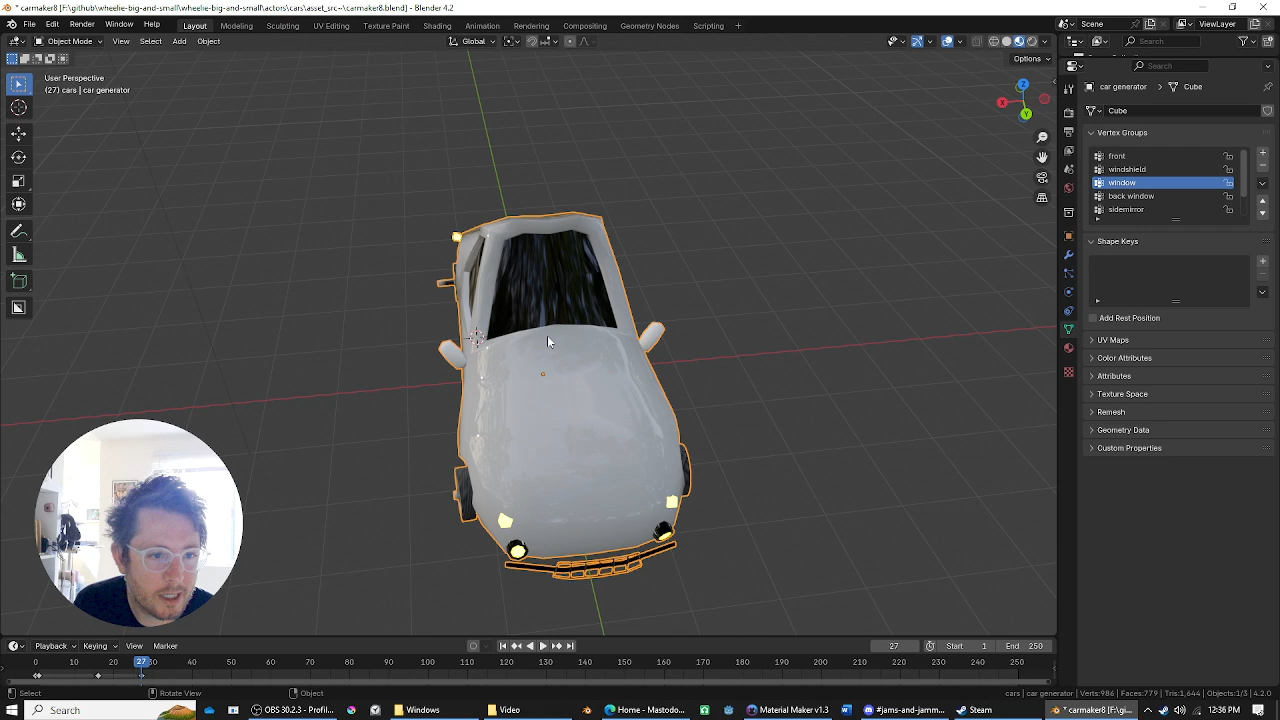 * carmaker8 [F:\github\wheelie-big-and-small\wheelie-big-and-small\actors\cars\asset_src--\carmaker8.blend] - Blender 4.2
File Edit Render Window Help Layout Modeling Sculpting UV Editing Texture Paint Shading Animation Rendering Compositing Geometry Nodes Scripting + Scene ViewLayer
Object Mode View Select Add Object Global Search
Options
User Perspective
(27) cars | car generator
X Y Z
Search
car generator > Cube
Cube
Vertex Groups
front
windshield
window
back window
sidemirror
Shape Keys
Add Rest Position
UV Maps
Color Attributes
Attributes
Texture Space
Remesh
Geometry Data
Custom Properties
Playback Keying View Marker 27 Start 1 End 250
0 10 20 27 30 40 50 60 70 80 90 100 110 120 130 140 150 160 170 180 190 200 210 220 230 240 250
Select Rotate View Object cars | car generator | Verts:986 | Faces:779 | Tris:1,644 | Objects:1/3 | 4.2.0
Search OBS 30.2.3 - Profil... Windows Video Home - Mastodo... Material Maker v1.3 #jams-and-jamm... Steam * carmaker8 [F:\gi... 12:36 PM